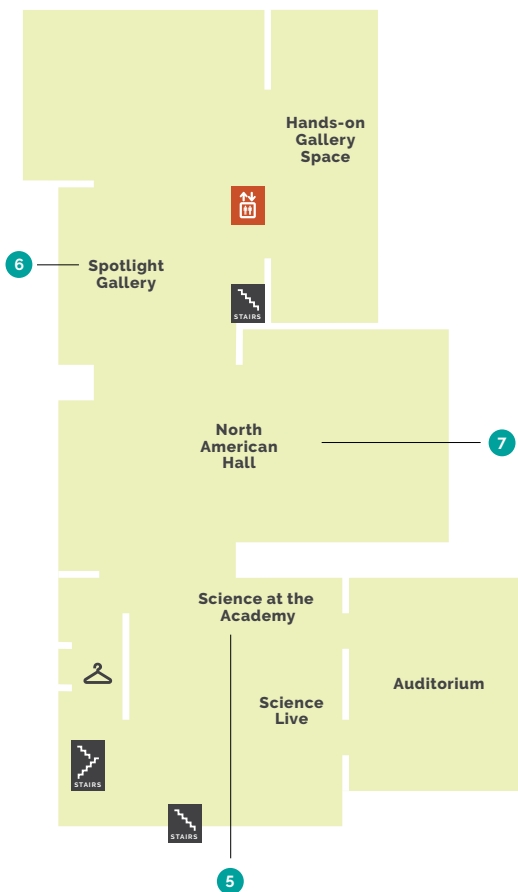 Hands-on
Gallery
Space
6
Spotlight
Gallery
STAIRS
North
American
Hall
7
Science at the
Academy
Science
Live
Auditorium
STAIRS
STAIRS
5